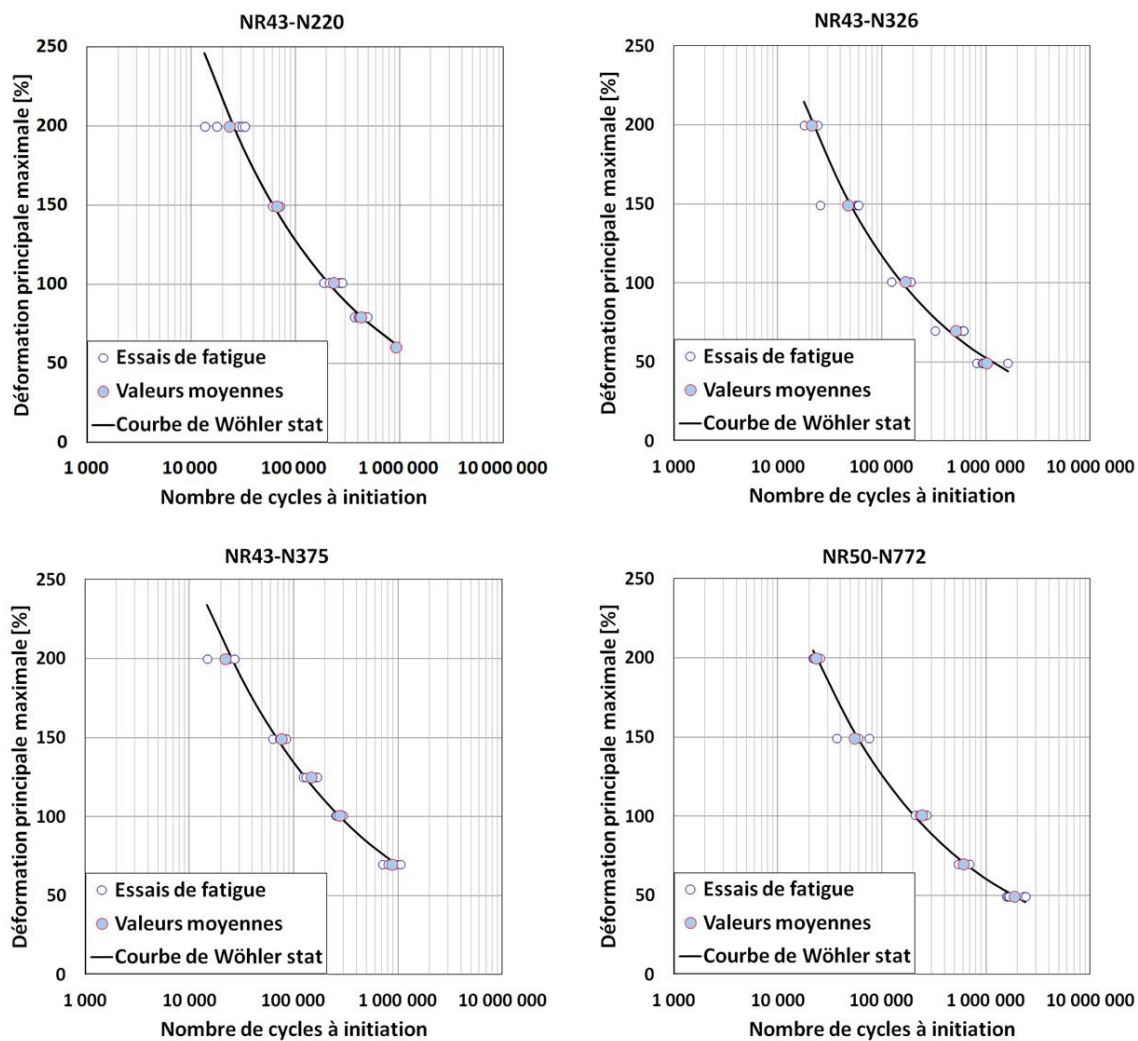 NR43-N220
Déformation principale maximale [%]
250
200
150
100
50
0
Essais de fatigue
Valeurs moyennes
Courbe de Wöhler stat
1 000 10 000 100 000 1 000 000 10 000 000
Nombre de cycles à initiation
NR43-N326
Déformation principale maximale [%]
250
200
150
100
50
0
Essais de fatigue
Valeurs moyennes
Courbe de Wöhler stat
1 000 10 000 100 000 1 000 000 10 000 000
Nombre de cycles à initiation
NR43-N375
Déformation principale maximale [%]
250
200
150
100
50
0
Essais de fatigue
Valeurs moyennes
Courbe de Wöhler stat
1 000 10 000 100 000 1 000 000 10 000 000
Nombre de cycles à initiation
NR50-N772
Déformation principale maximale [%]
250
200
150
100
50
0
Essais de fatigue
Valeurs moyennes
Courbe de Wöhler stat
1 000 10 000 100 000 1 000 000 10 000 000
Nombre de cycles à initiation